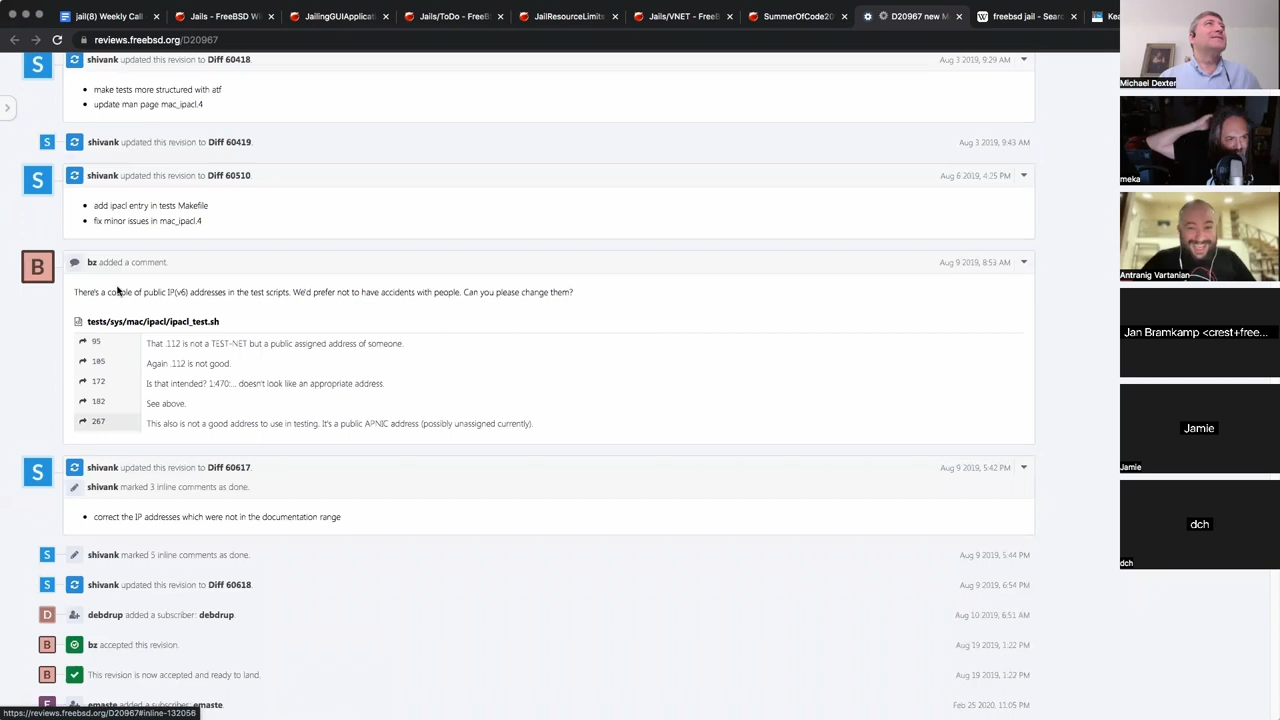 jail(8) Weekly Call
Jails - FreeBSD W
JailingGUIApplica
Jails/ToDo - FreeB
JailResourceLimits
Jails/VNET - FreeB
SummerOfCode2
D20967 new M
freebsd jail - Sear
Kea
reviews.freebsd.org/D20967
S
shivank updated this revision to Diff 60418.
Aug 3 2019, 9:29 AM
make tests more structured with atf
update man page mac_ipacl.4
S
shivank updated this revision to Diff 60419.
Aug 3 2019, 9:43 AM
S
shivank updated this revision to Diff 60510.
Aug 6 2019, 4:25 PM
add ipacl entry in tests Makefile
fix minor issues in mac_ipacl.4
B
bz added a comment.
Aug 9 2019, 8:53 AM
There's a couple of public IP(v6) addresses in the test scripts. We'd prefer not to have accidents with people. Can you please change them?
tests/sys/mac/ipacl/ipacl_test.sh
95 That .112 is not a TEST-NET but a public assigned address of someone.
105 Again .112 is not good.
172 Is that intended? 1:470:... doesn't look like an appropriate address.
182 See above.
267 This also is not a good address to use in testing. It's a public APNIC address (possibly unassigned currently).
S
shivank updated this revision to Diff 60617.
Aug 9 2019, 5:42 PM
shivank marked 3 inline comments as done.
correct the IP addresses which were not in the documentation range
S
shivank marked 5 inline comments as done.
Aug 9 2019, 5:44 PM
S
shivank updated this revision to Diff 60618.
Aug 9 2019, 6:54 PM
D
debdrup added a subscriber: debdrup.
Aug 10 2019, 6:51 AM
B
bz accepted this revision.
Aug 19 2019, 1:22 PM
B
This revision is now accepted and ready to land.
Aug 19 2019, 1:22 PM
E
emaste added a subscriber: emaste.
Feb 25 2020, 11:05 PM
https://reviews.freebsd.org/D20967#inline-132056
Michael Dexter
meka
Antranig Vartanian
Jan Bramkamp <crest+free...
Jamie
Jamie
dch
dch